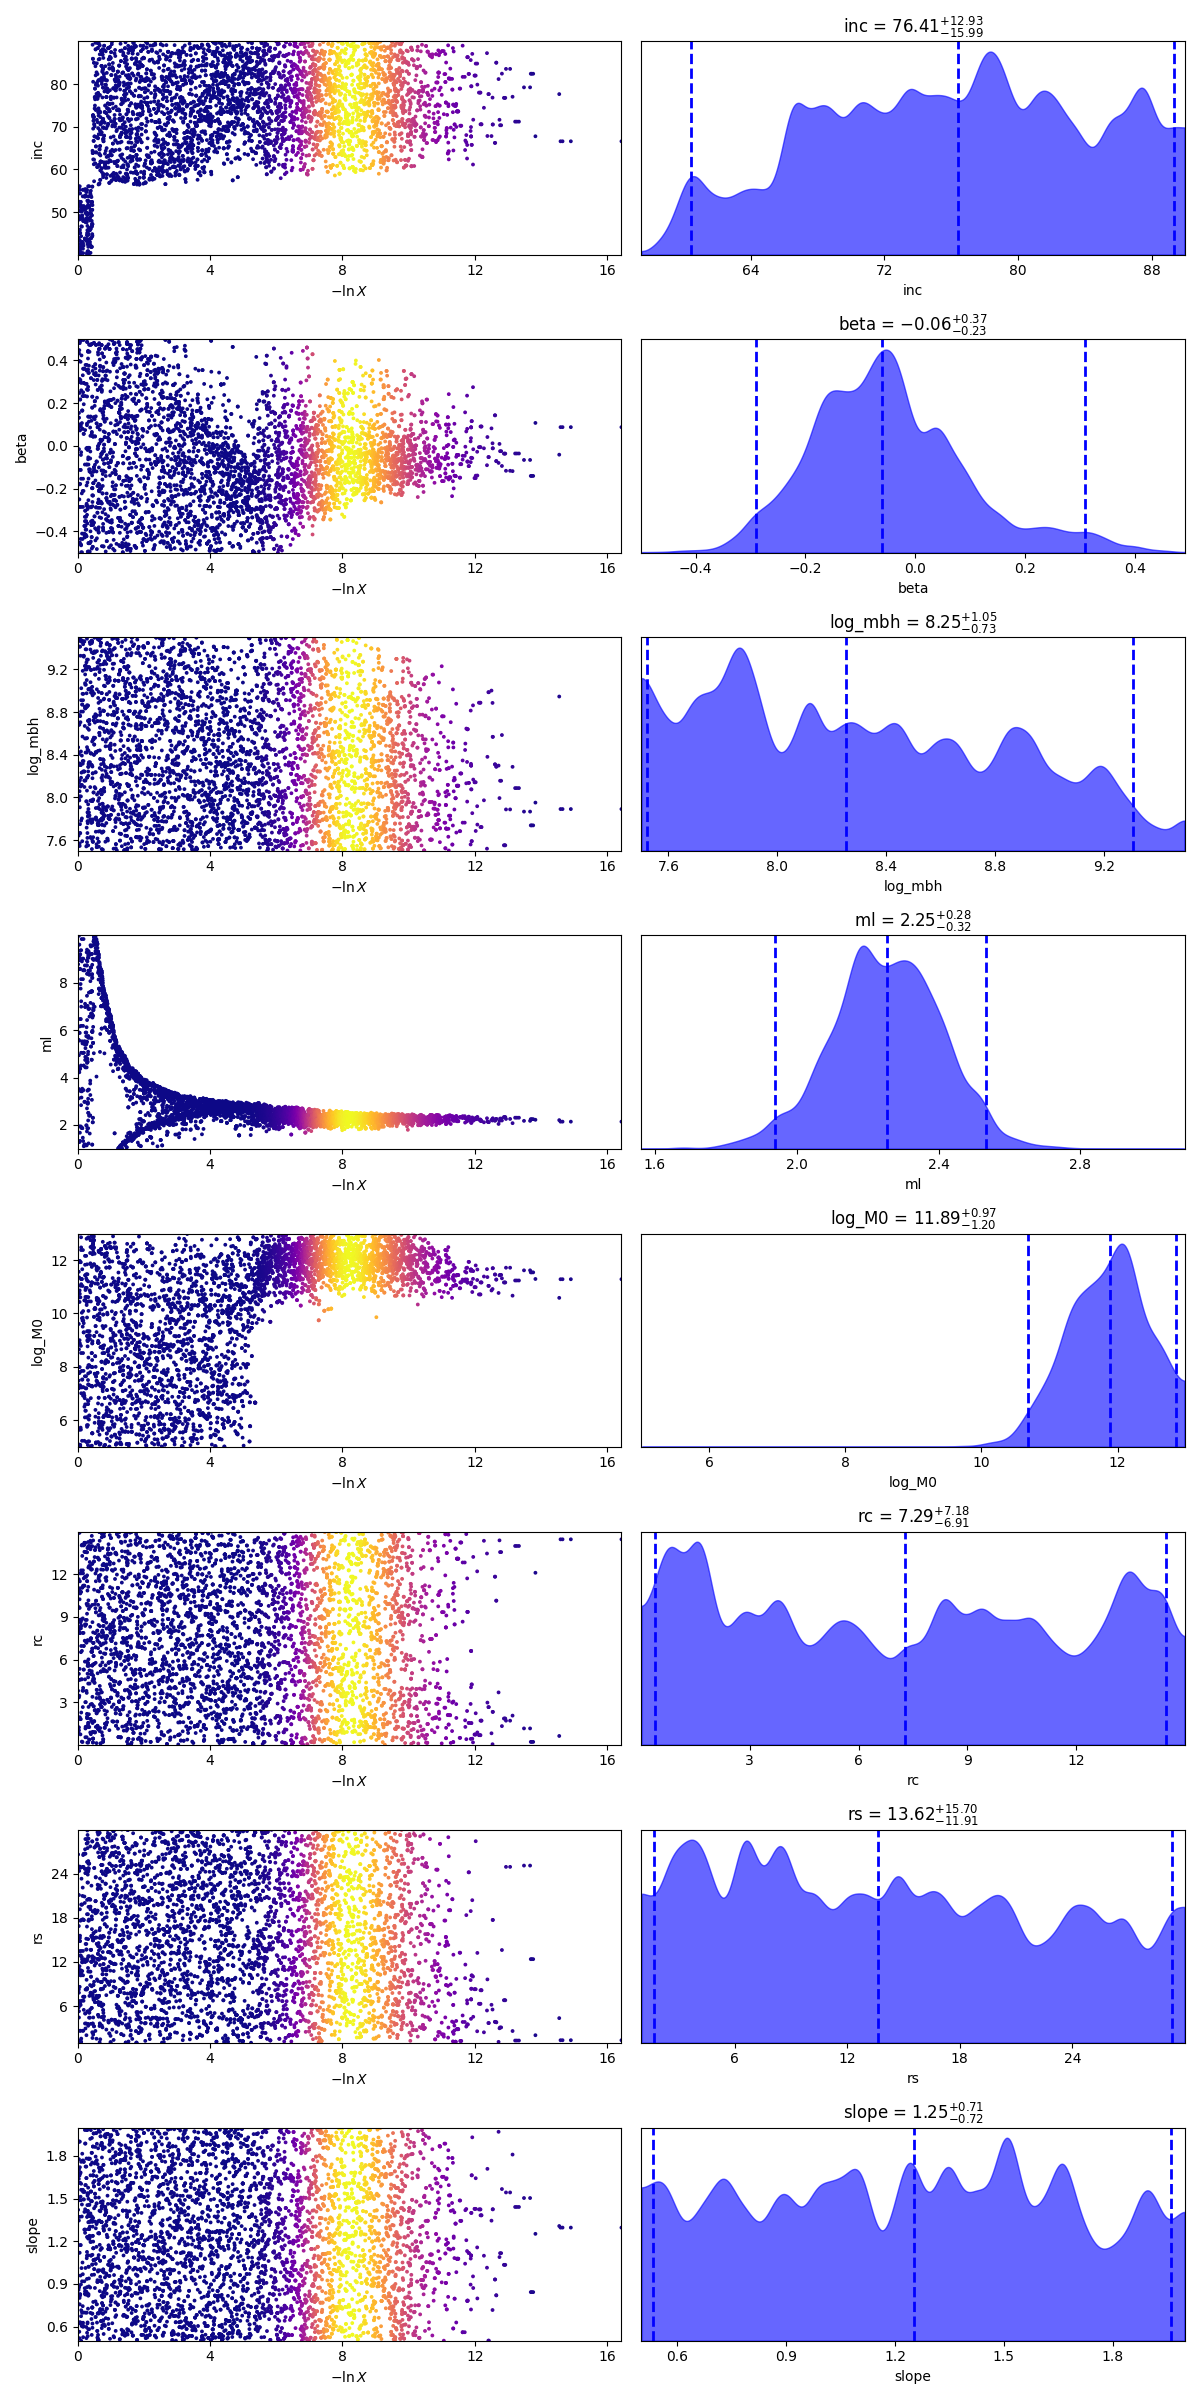 inc = 76.41 +12.93 −15.99
80
70
60
50
inc
0 4 8 12 16
−ln X
64 72 80 88
inc
beta = −0.06 +0.37 −0.23
0.4
0.2
0.0
−0.2
−0.4
beta
0 4 8 12 16
−ln X
−0.4 −0.2 0.0 0.2 0.4
beta
log_mbh = 8.25 +1.05 −0.73
9.2
8.8
8.4
8.0
7.6
log_mbh
0 4 8 12 16
−ln X
7.6 8.0 8.4 8.8 9.2
log_mbh
ml = 2.25 +0.28 −0.32
8
6
4
2
ml
0 4 8 12 16
−ln X
1.6 2.0 2.4 2.8
ml
log_M0 = 11.89 +0.97 −1.20
12
10
8
6
log_M0
0 4 8 12 16
−ln X
6 8 10 12
log_M0
rc = 7.29 +7.18 −6.91
12
9
6
3
rc
0 4 8 12 16
−ln X
3 6 9 12
rc
rs = 13.62 +15.70 −11.91
24
18
12
6
rs
0 4 8 12 16
−ln X
6 12 18 24
rs
slope = 1.25 +0.71 −0.72
1.8
1.5
1.2
0.9
0.6
slope
0 4 8 12 16
−ln X
0.6 0.9 1.2 1.5 1.8
slope